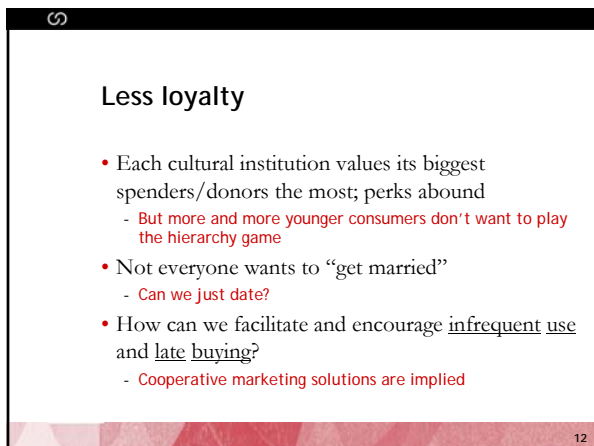 Less loyalty
• Each cultural institution values its biggest
spenders/donors the most; perks abound
- But more and more younger consumers don't want to play
the hierarchy game
• Not everyone wants to “get married”
- Can we just date?
• How can we facilitate and encourage infrequent use
and late buying?
- Cooperative marketing solutions are implied
12